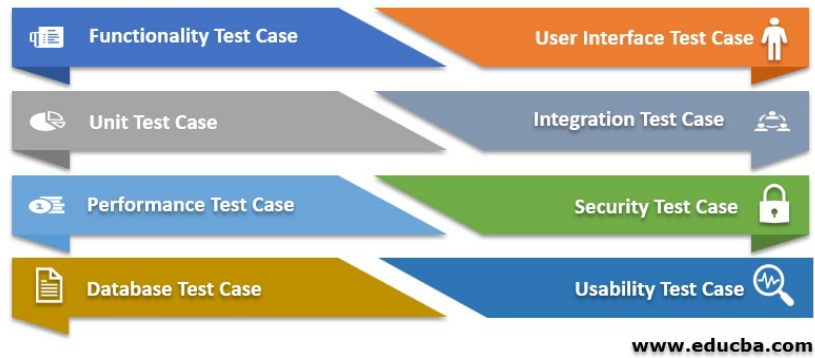 Functionality Test Case
User Interface Test Case
Unit Test Case
Integration Test Case
Performance Test Case
Security Test Case
Database Test Case
Usability Test Case
www.educba.com